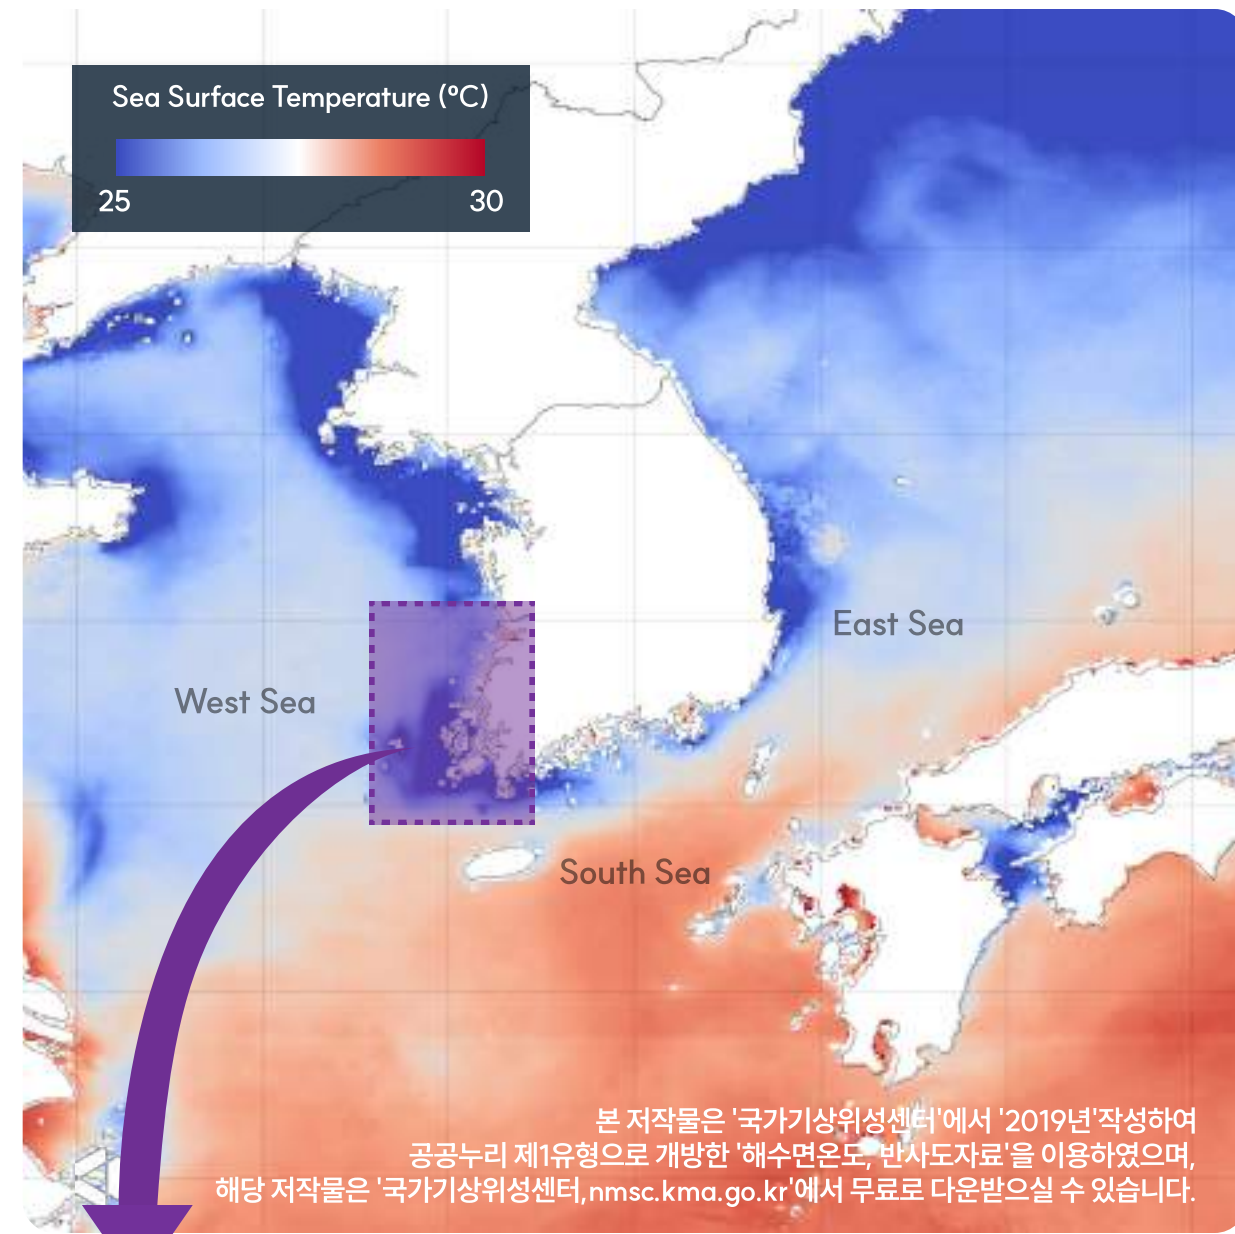 Sea Surface Temperature (°C)
25 30
East Sea
West Sea
South Sea
본 저작물은 '국가기상위성센터'에서 '2019년'작성하여
공공누리 제1유형으로 개방한 '해수면온도, 반사도자료'을 이용하였으며,
해당 저작물은 '국가기상위성센터,nmsc.kma.go.kr'에서 무료로 다운받으실 수 있습니다.